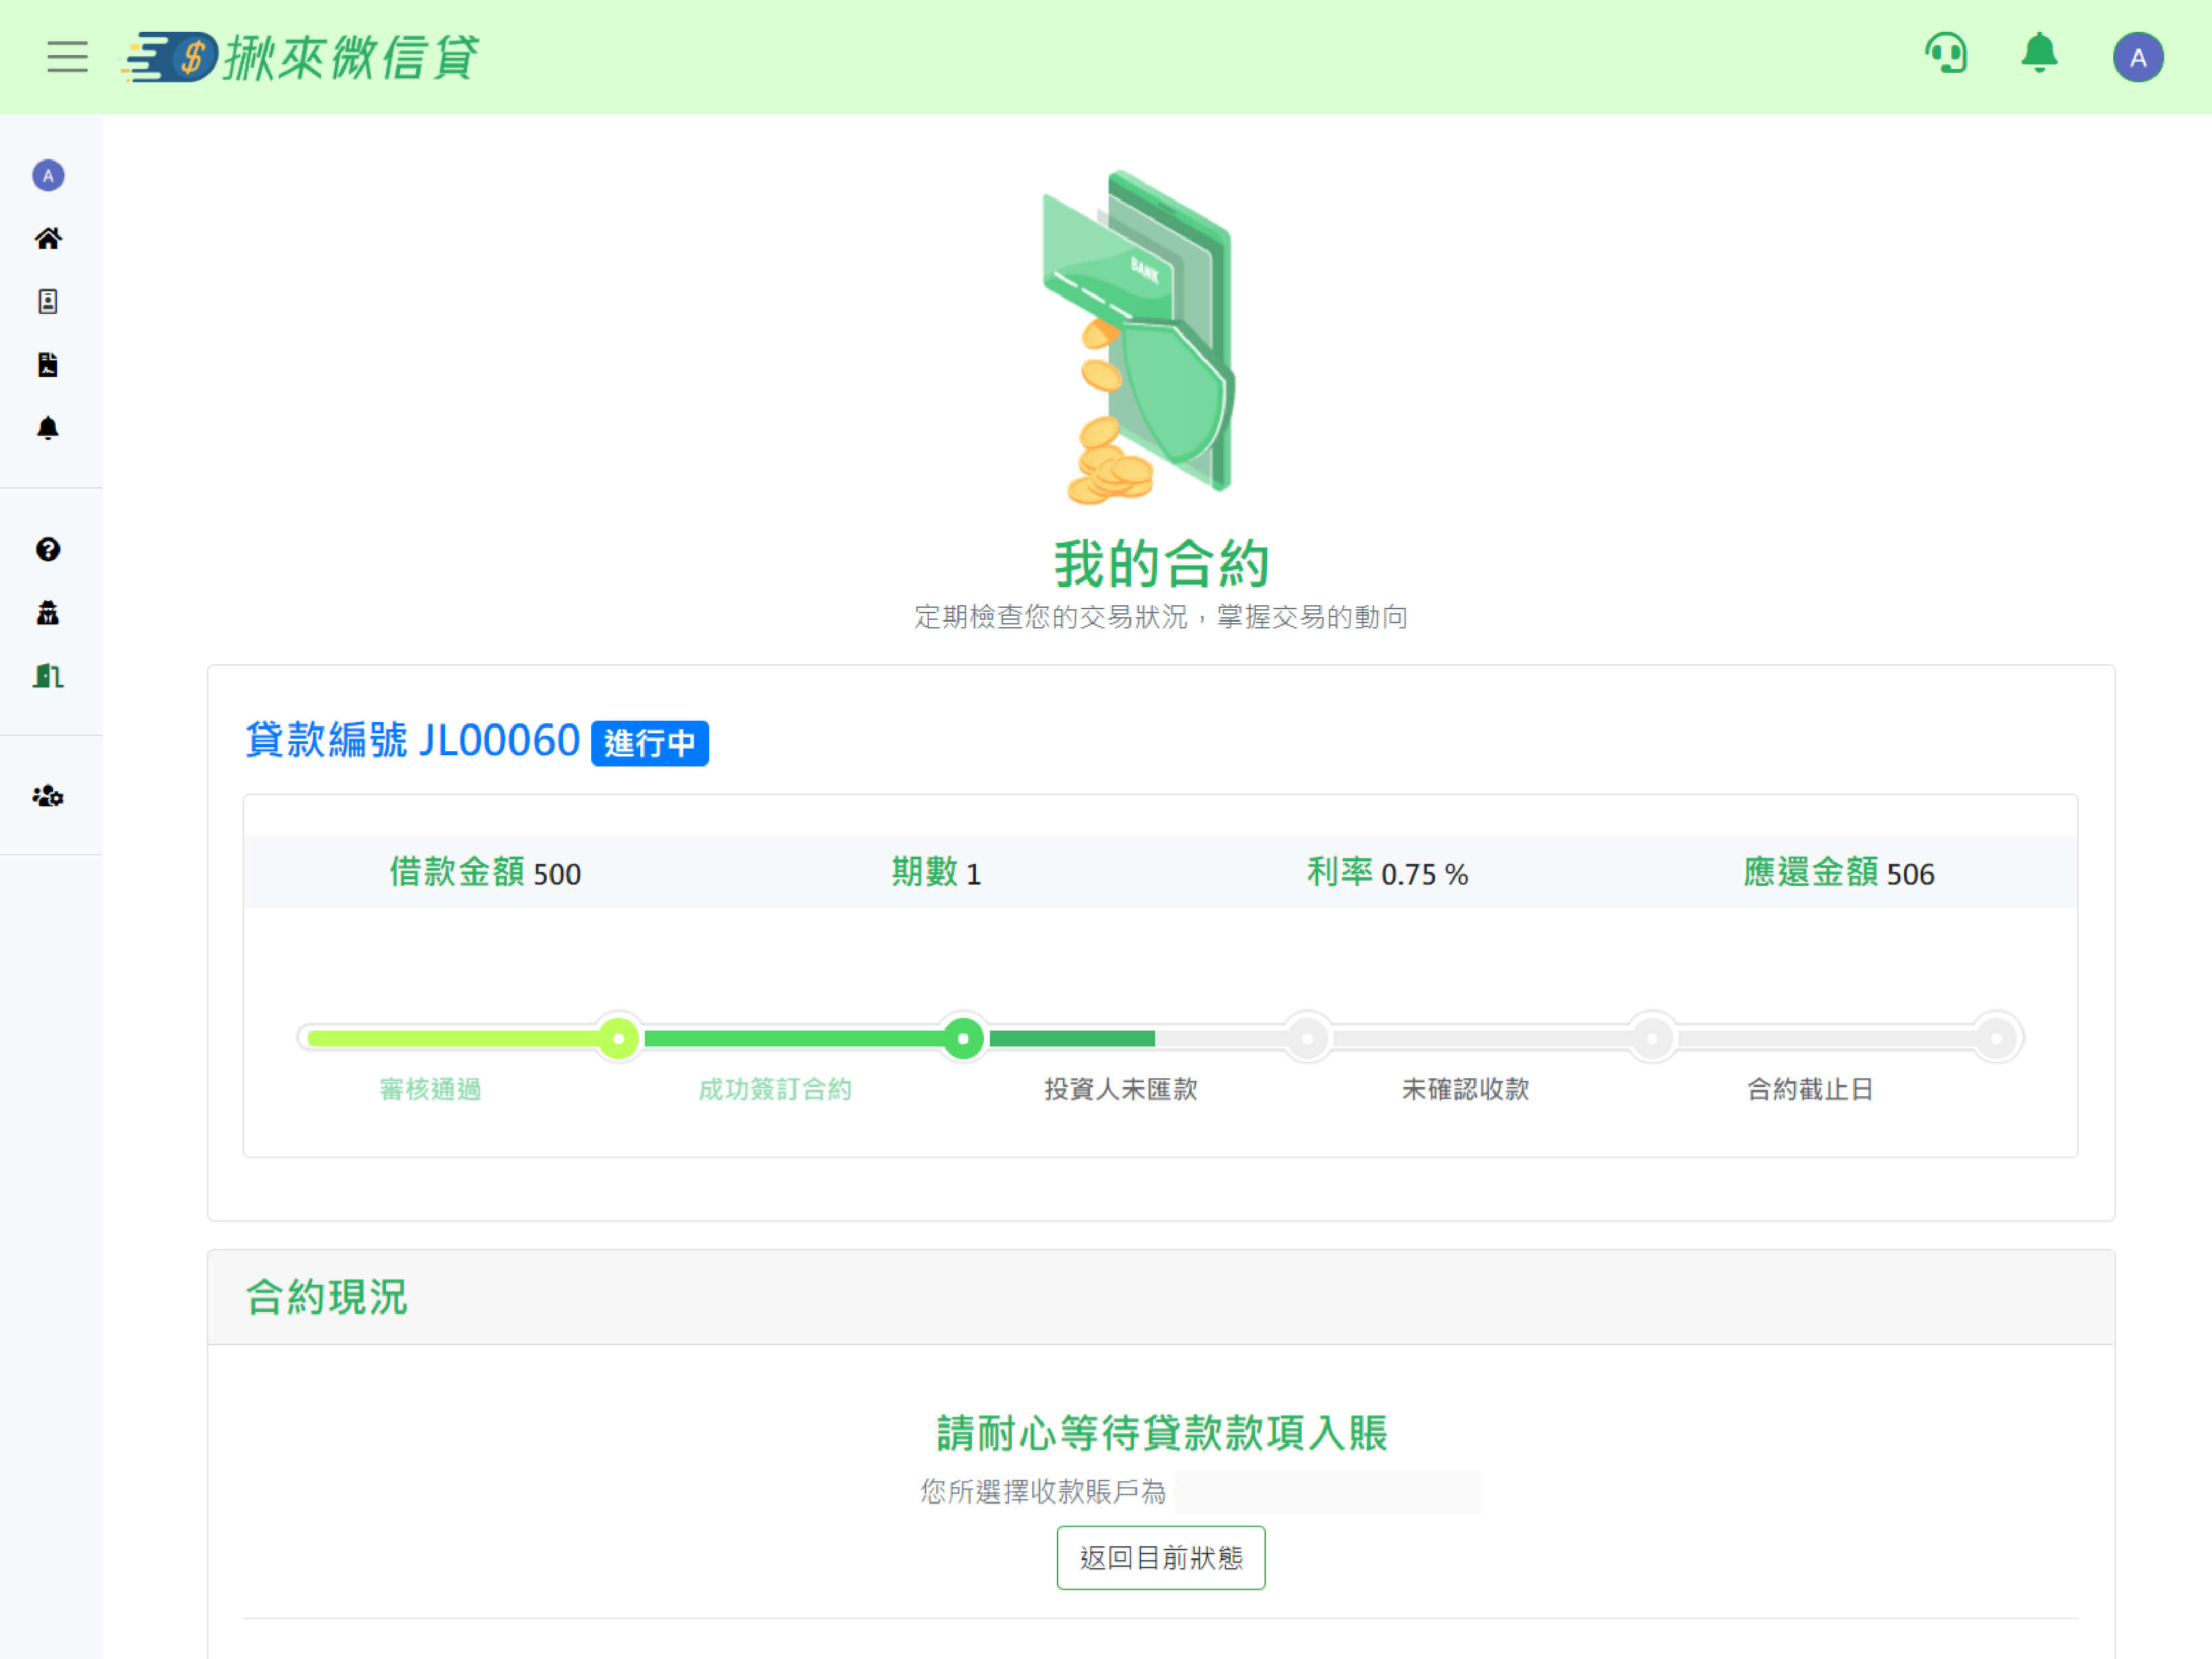 揪來微信貸
A
A
BANK
我的合約
定期檢查您的交易狀況，掌握交易的動向
貸款編號 JL00060 進行中
借款金額 500 期數 1 利率 0.75 % 應還金額 506
審核通過 成功簽訂合約 投資人未匯款 未確認收款 合約截止日
合約現況
請耐心等待貸款款項入賬
您所選擇收款賬戶為
返回目前狀態